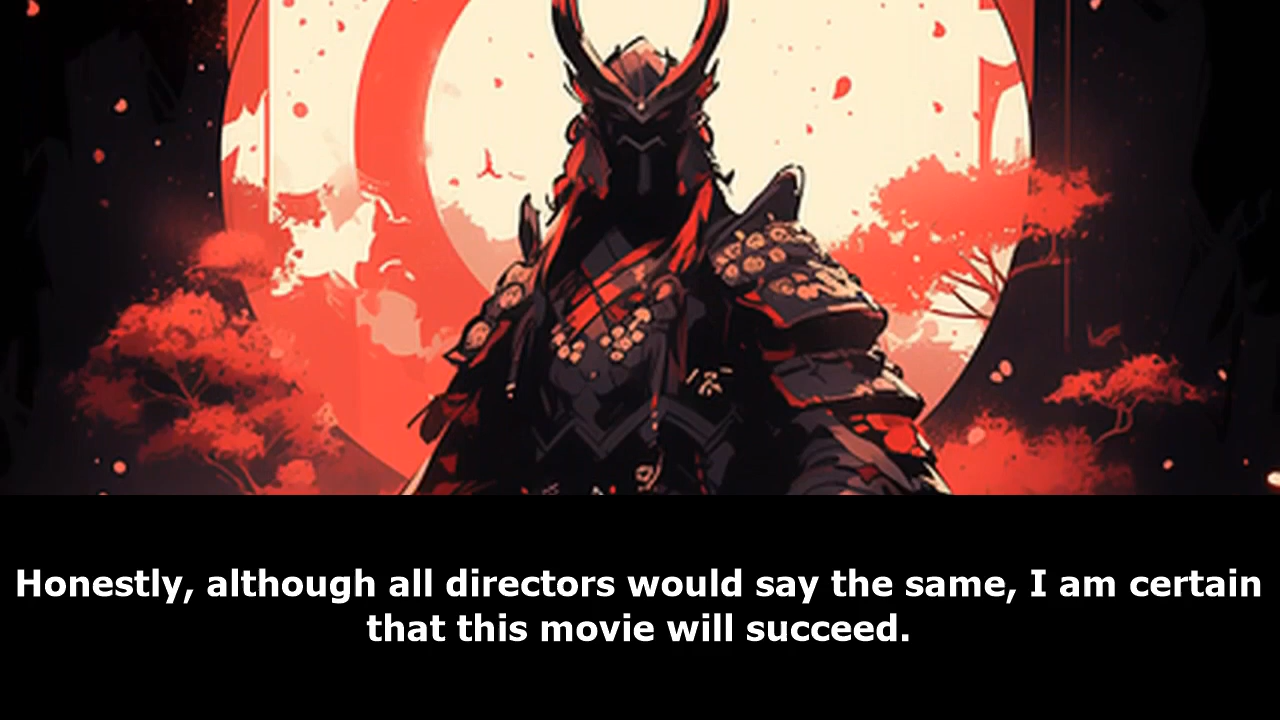 Honestly, although all directors would say the same, I am certain
that this movie will succeed.